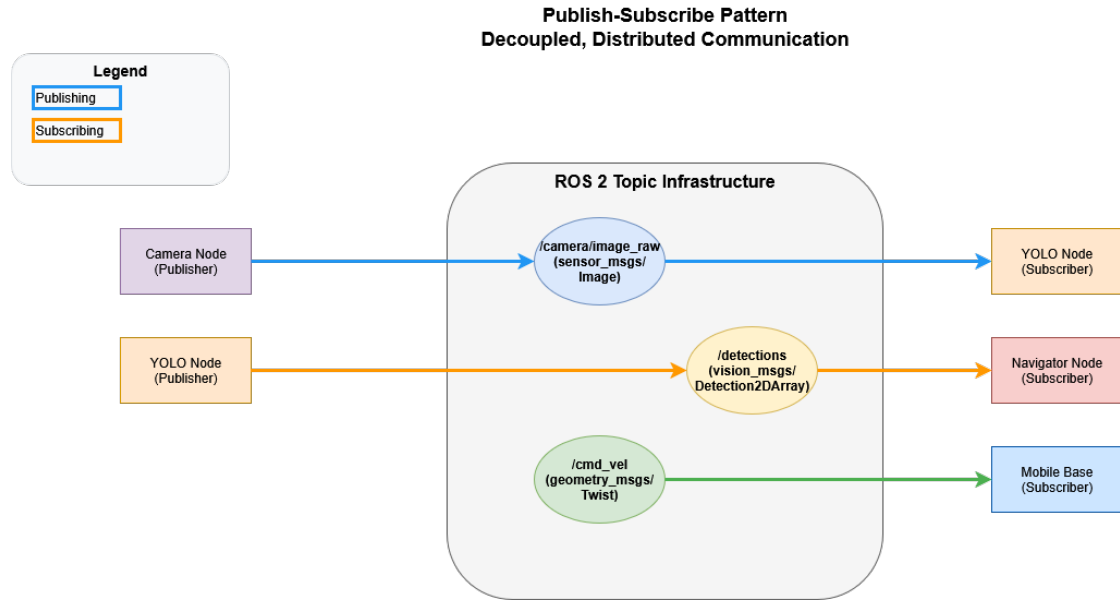 Publish-Subscribe Pattern
Decoupled, Distributed Communication
Legend
Publishing
Subscribing
ROS 2 Topic Infrastructure
Camera Node
(Publisher)
/camera/image_raw
(sensor_msgs/
Image)
YOLO Node
(Subscriber)
YOLO Node
(Publisher)
/detections
(vision_msgs/
Detection2DArray)
Navigator Node
(Subscriber)
/cmd_vel
(geometry_msgs/
Twist)
Mobile Base
(Subscriber)